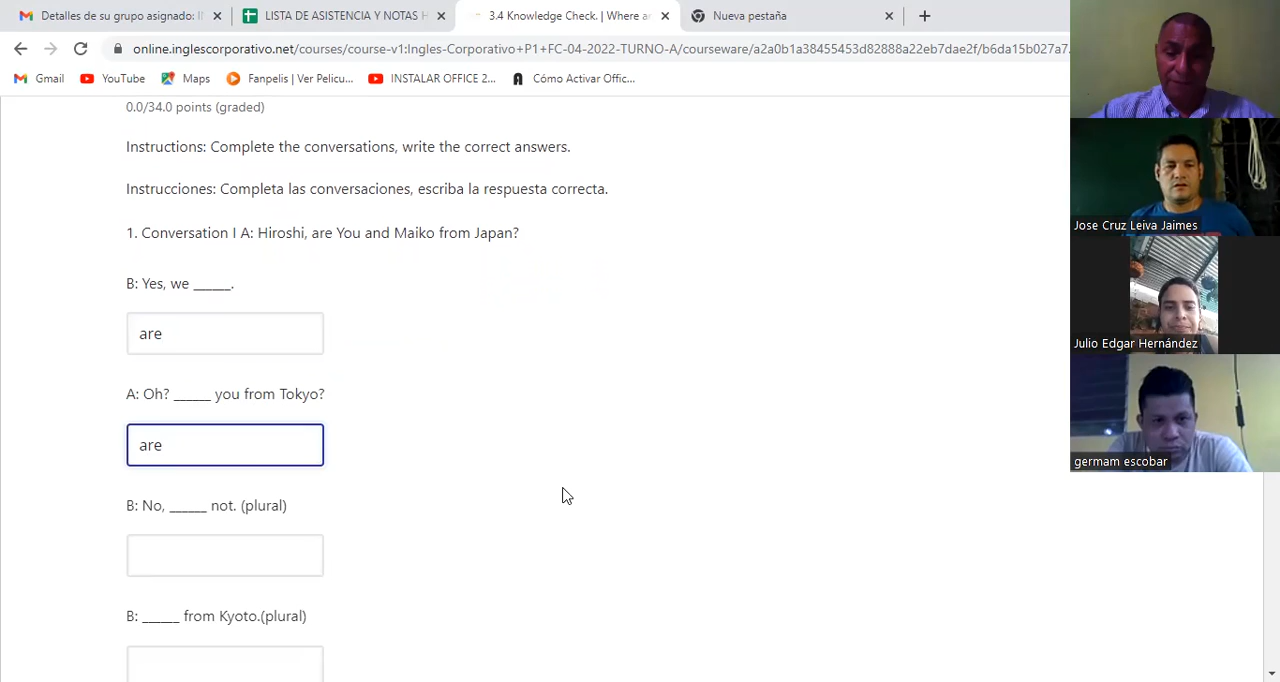 Detalles de su grupo asignado: I
LISTA DE ASISTENCIA Y NOTAS H
3.4 Knowledge Check. | Where a
Nueva pestaña
online.inglescorporativo.net/courses/course-v1:Ingles-Corporativo+P1+FC-04-2022-TURNO-A/courseware/a2a0b1a38455453d82888a22eb7dae2f/b6da15b027a7.
Gmail
YouTube
Maps
Fanpelis | Ver Pelicu...
INSTALAR OFFICE 2...
Cómo Activar Offic...
0.0/34.0 points (graded)
Instructions: Complete the conversations, write the correct answers.
Instrucciones: Completa las conversaciones, escriba la respuesta correcta.
1. Conversation I A: Hiroshi, are You and Maiko from Japan?
B: Yes, we _____.
are
A: Oh? _____ you from Tokyo?
are
B: No, _____ not. (plural)
B: _____ from Kyoto.(plural)
Jose Cruz Leiva Jaimes
Julio Edgar Hernández
germam escobar